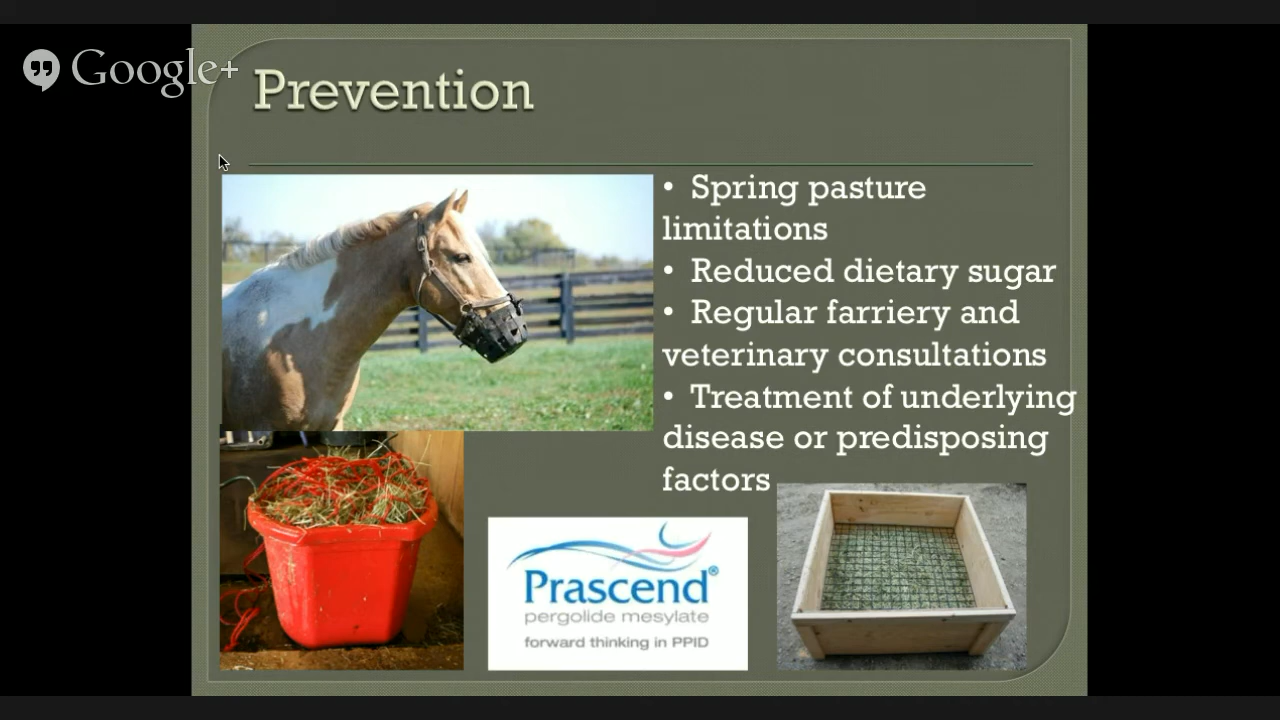 Google+
Prevention
• Spring pasture
limitations
• Reduced dietary sugar
• Regular farriery and
veterinary consultations
• Treatment of underlying
disease or predisposing
factors
Prascend®
pergolide mesylate
forward thinking in PPID